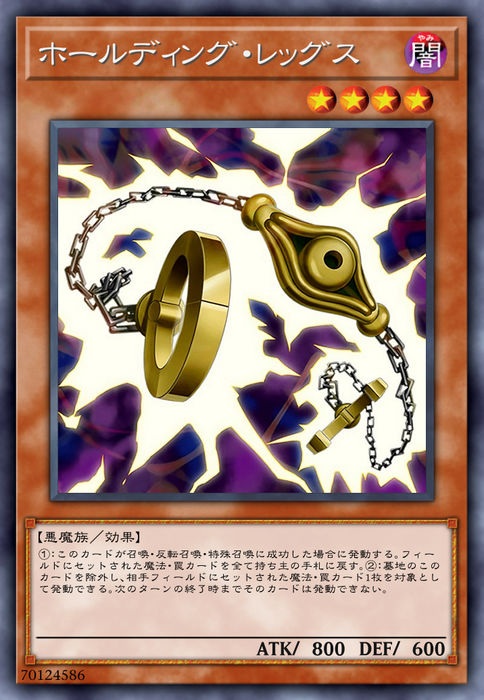 ホールディング・レッグス
やみ
闇
【悪魔族／効果】
①：このカードが召喚・反転召喚・特殊召喚に成功した場合に発動する。フィー
ルドにセットされた魔法・罠カードを全て持ち主の手札に戻す。②：墓地のこの
カードを除外し、相手フィールドにセットされた魔法・罠カード1枚を対象とし
て発動できる。次のターンの終了時までそのカードは発動できない。
ATK/ 800 DEF/ 600
70124586